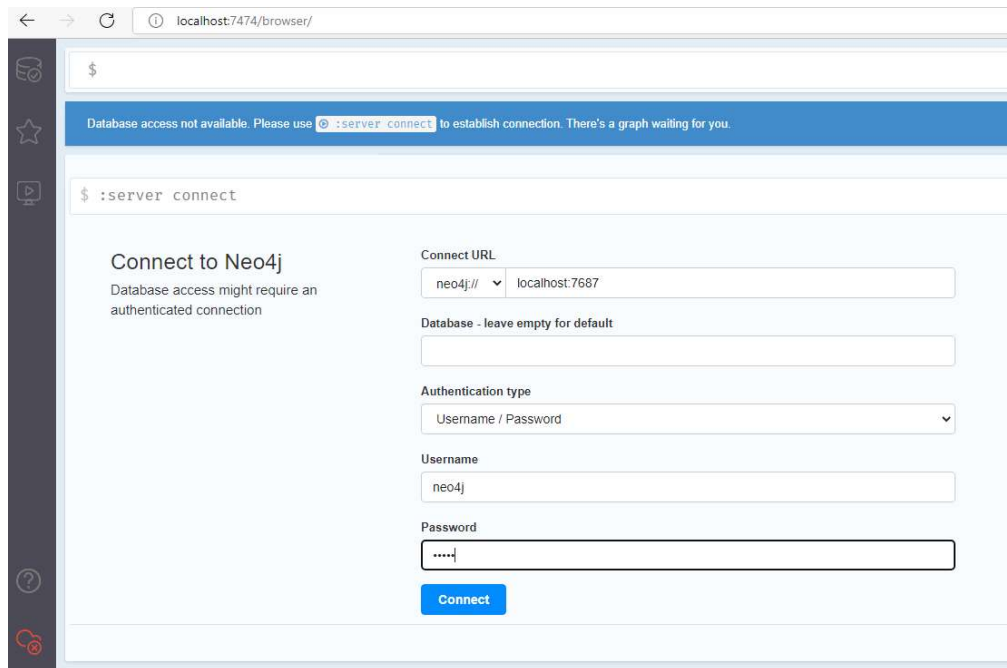 localhost:7474/browser/
$
Database access not available. Please use :server connect to establish connection. There's a graph waiting for you.
$ :server connect
Connect to Neo4j
Database access might require an
authenticated connection
Connect URL
neo4j:// localhost:7687
Database - leave empty for default
Authentication type
Username / Password
Username
neo4j
Password
•••••
Connect